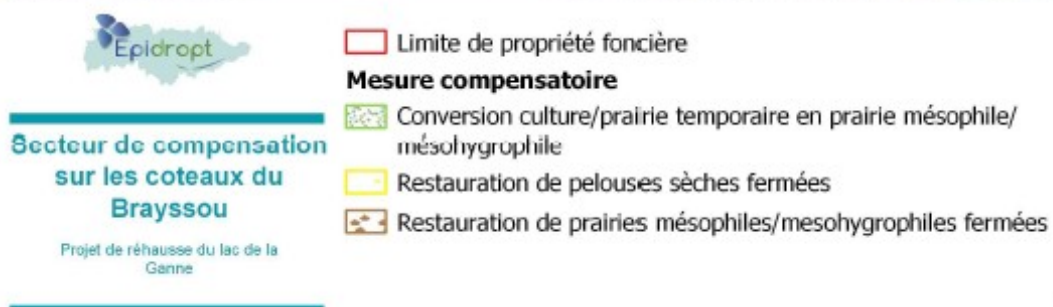 Epidropt
Secteur de compensation
sur les coteaux du
Brayssou
Projet de réhausse du lac de la
Ganne
Limite de propriété foncière
Mesure compensatoire
Conversion culture/prairie temporaire en prairie mésophile/
mésohygrophile
Restauration de pelouses sèches fermées
Restauration de prairies mésophiles/mesohygrophiles fermées